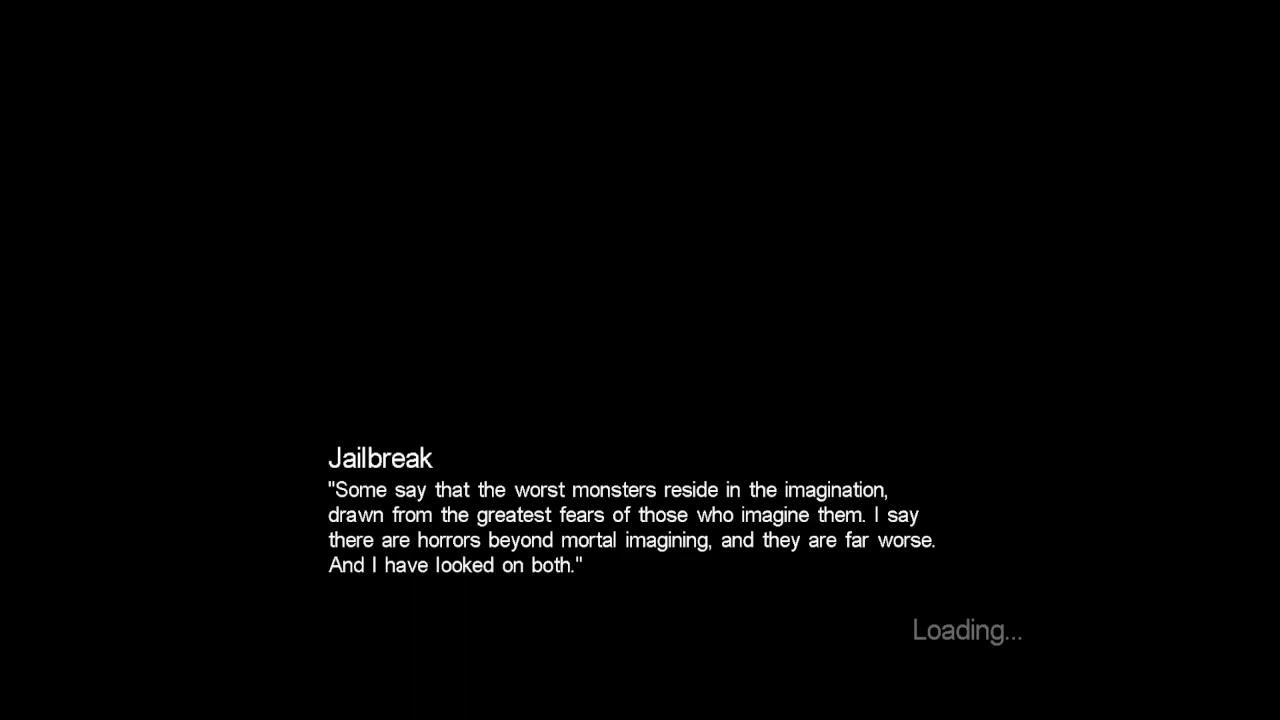 Jailbreak
"Some say that the worst monsters reside in the imagination,
drawn from the greatest fears of those who imagine them. I say
there are horrors beyond mortal imagining, and they are far worse.
And I have looked on both."
Loading...